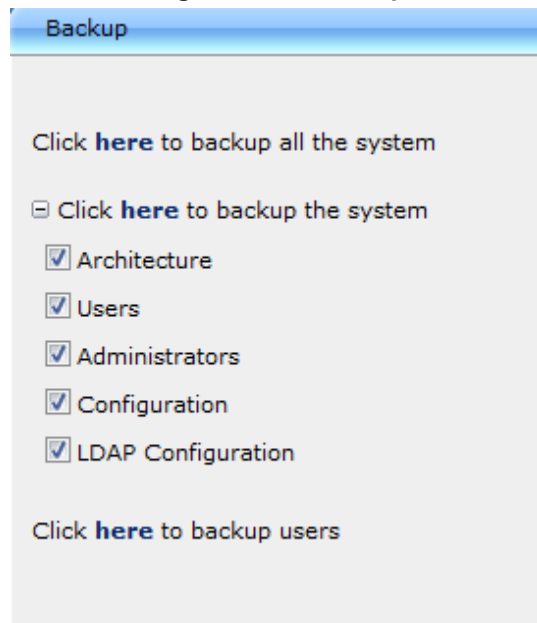 Backup
Click here to backup all the system
Click here to backup the system
Architecture
Users
Administrators
Configuration
LDAP Configuration
Click here to backup users